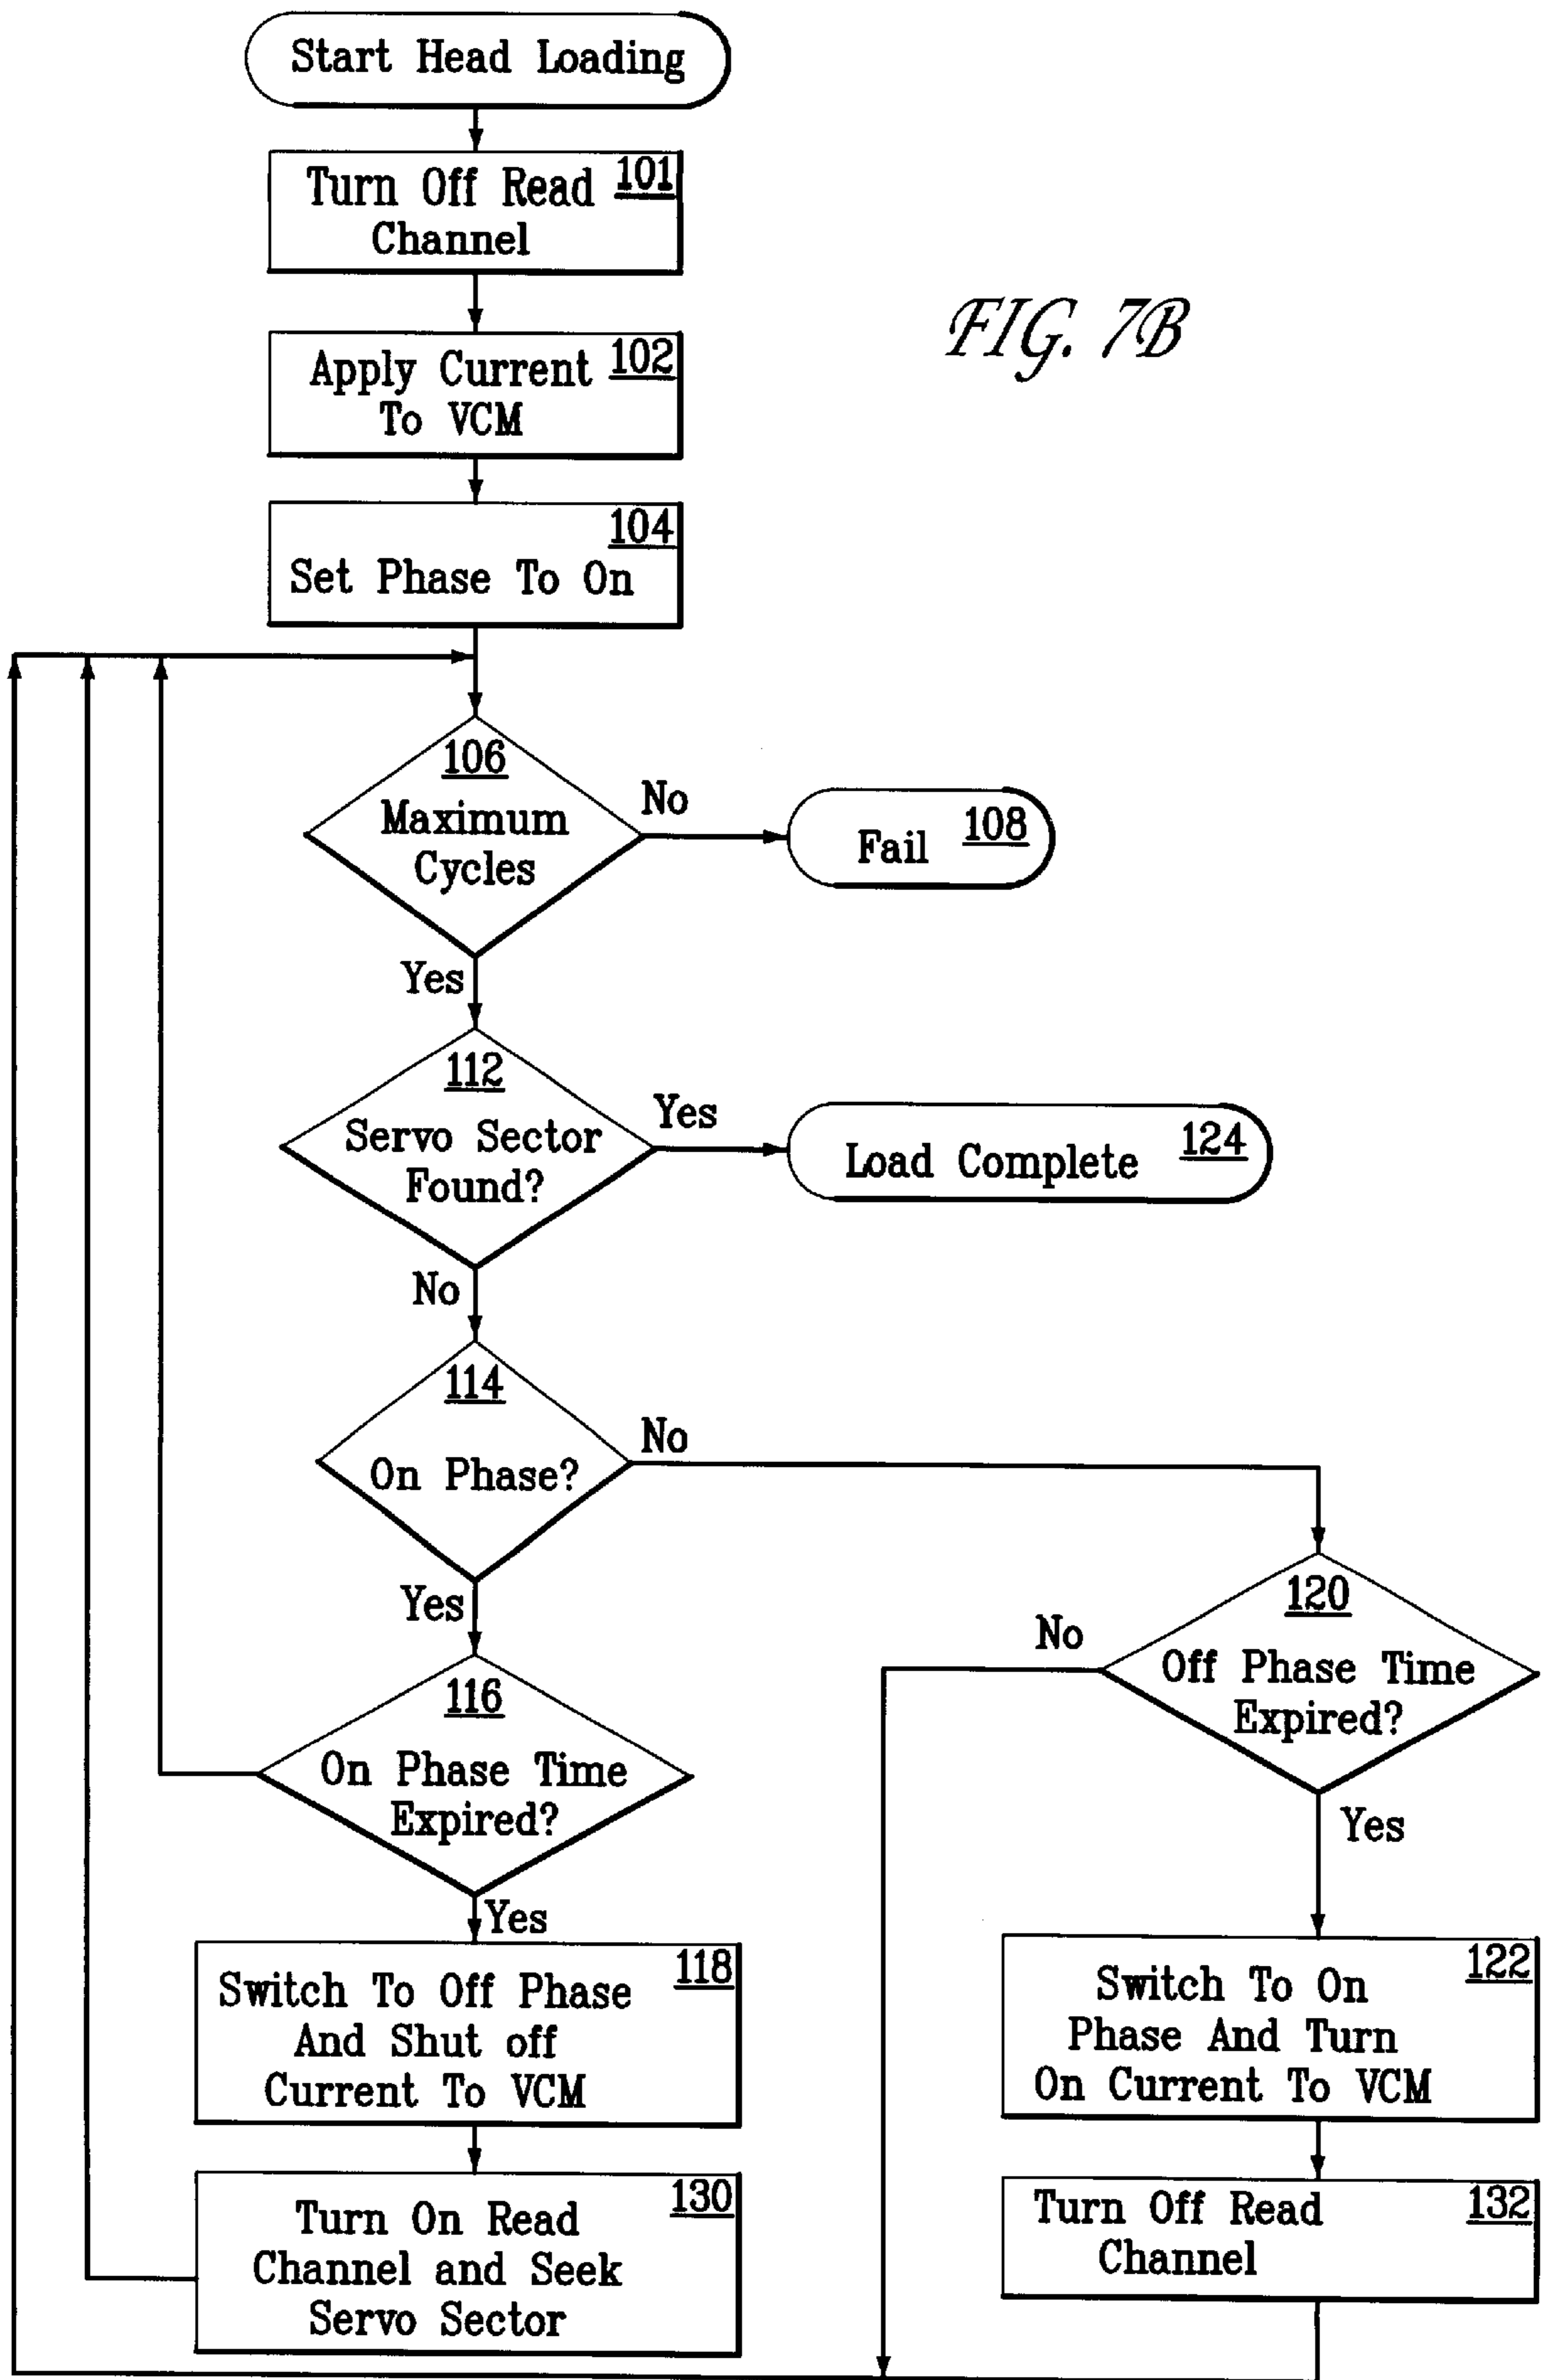 Start Head Loading
Turn Off Read 101
Channel
FIG. 7B
Apply Current 102
To VCM
104
Set Phase To On
106
Maximum
Cycles
No
Fail 108
Yes
112
Servo Sector
Found?
Yes
Load Complete 124
No
114
On Phase?
No
Yes
116
On Phase Time
Expired?
120
Off Phase Time
Expired?
No
Yes
Yes
Switch To Off Phase 118
And Shut off
Current To VCM
Switch To On 122
Phase And Turn
On Current To VCM
130
Turn On Read
Channel and Seek
Servo Sector
Turn Off Read 132
Channel